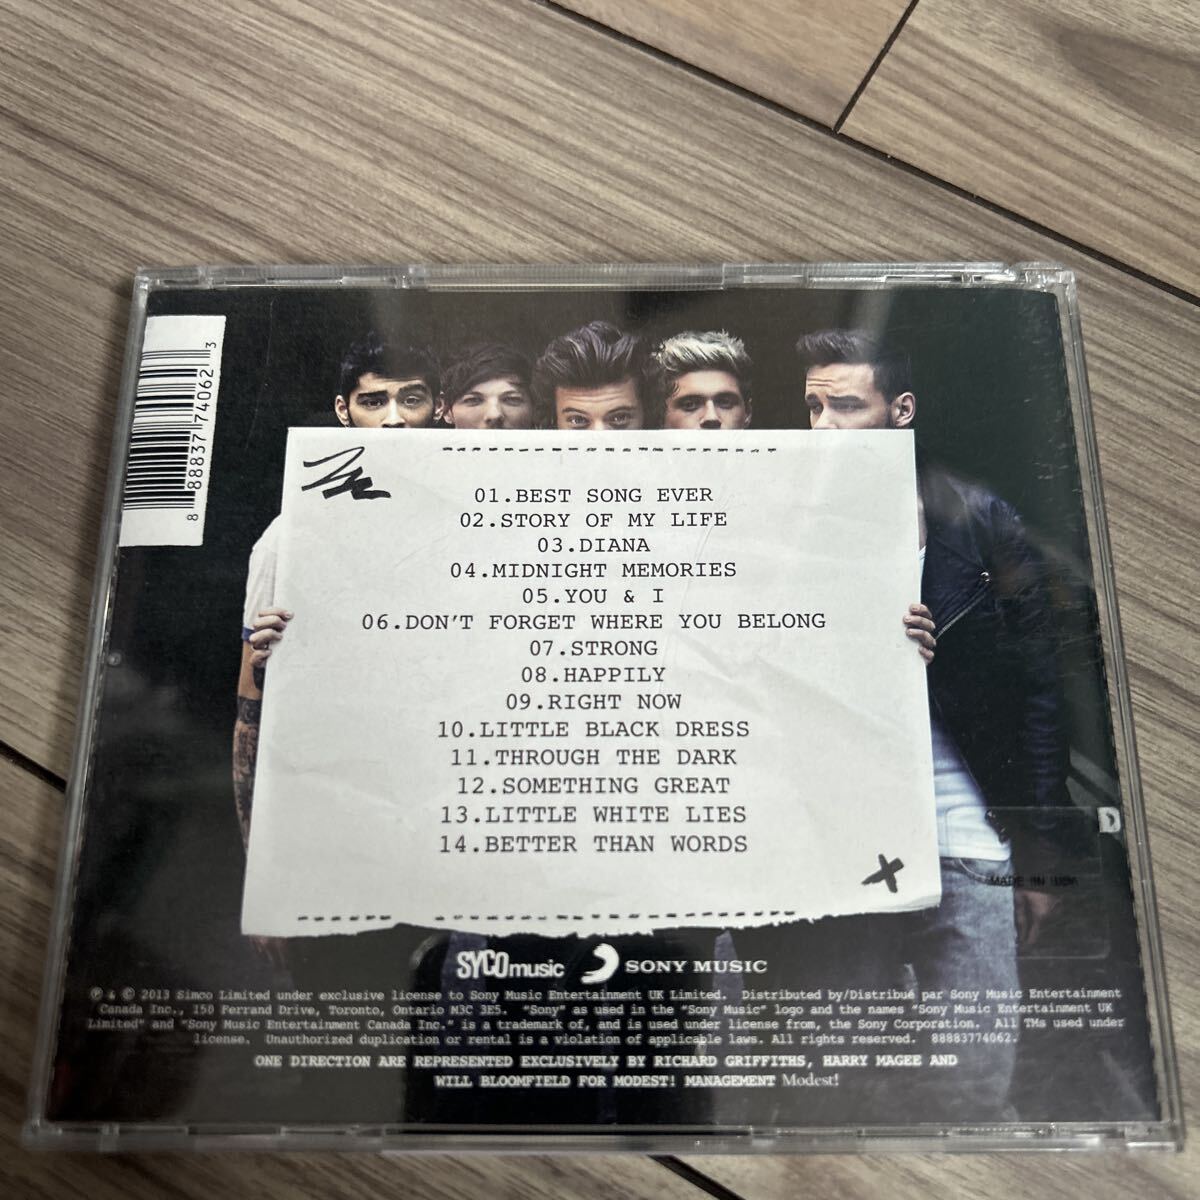 8 88837 74062 3
01.BEST SONG EVER
02.STORY OF MY LIFE
03.DIANA
04.MIDNIGHT MEMORIES
05.YOU & I
06.DON'T FORGET WHERE YOU BELONG
07.STRONG
08.HAPPILY
09.RIGHT NOW
10.LITTLE BLACK DRESS
11.THROUGH THE DARK
12.SOMETHING GREAT
13.LITTLE WHITE LIES
14.BETTER THAN WORDS
D
MADE IN
SYCOmusic SONY MUSIC
℗ & © 2013 Simco Limited under exclusive license to Sony Music Entertainment UK Limited. Distributed by/Distribué par Sony Music Entertainment
Canada Inc., 150 Ferrand Drive, Toronto, Ontario M3C 3E5. "Sony" as used in the "Sony Music" logo and the names "Sony Music Entertainment UK
Limited" and "Sony Music Entertainment Canada Inc." is a trademark of, and is used under license from, the Sony Corporation. All TMs used under
license. Unauthorized duplication or rental is a violation of applicable laws. All rights reserved. 88883774062.
ONE DIRECTION ARE REPRESENTED EXCLUSIVELY BY RICHARD GRIFFITHS, HARRY MAGEE AND
WILL BLOOMFIELD FOR MODEST! MANAGEMENT Modest!